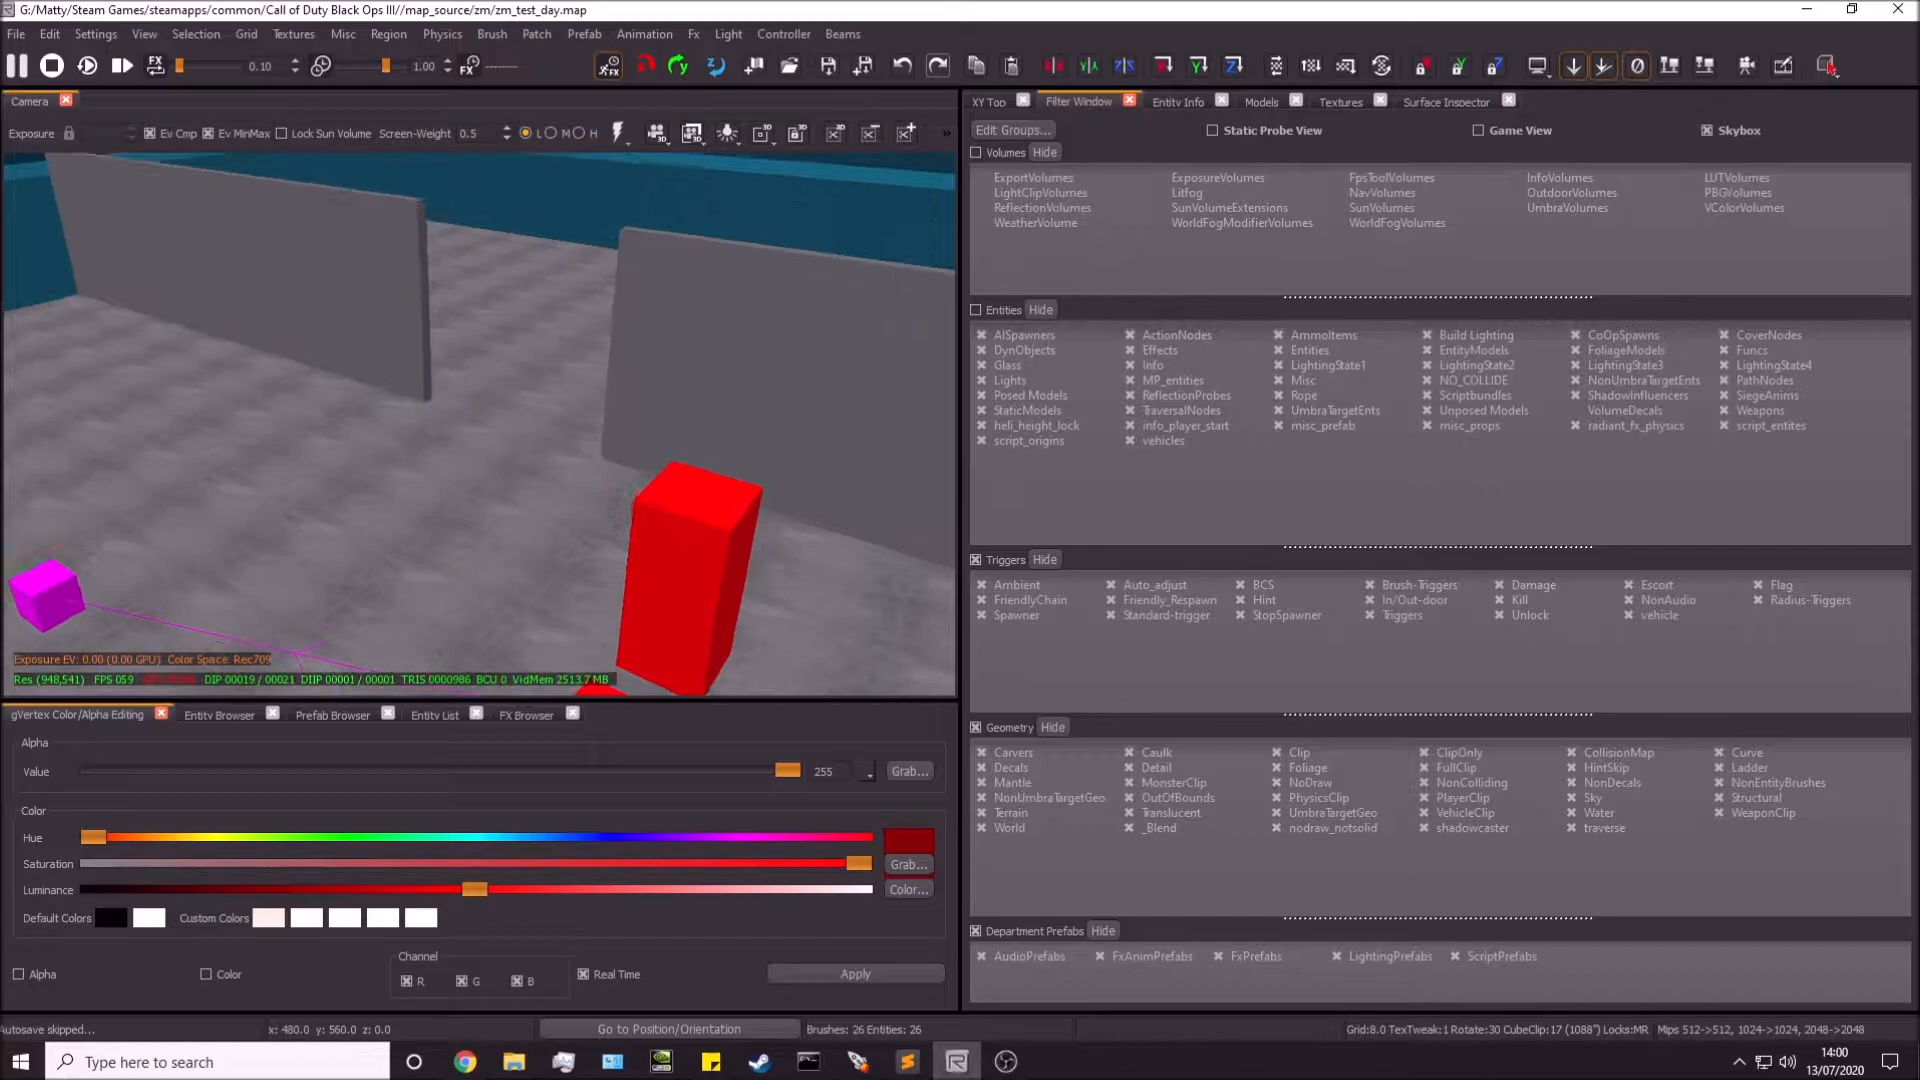 G:/Matty/Steam Games/steamapps/common/Call of Duty Black Ops III//map_source/zm/zm_test_day.map
File Edit Settings View Selection Grid Textures Misc Region Physics Brush Patch Prefab Animation Fx Light Controller Beams
FX 0.10 1.00 FX
Camera
XY Top Filter Window Entity Info Models Textures Surface Inspector
Exposure Ev Cmp Ev MinMax Lock Sun Volume Screen-Weight 0.5 L M H
Edit Groups... Static Probe View Game View Skybox
Volumes Hide
ExportVolumes ExposureVolumes FpsToolVolumes InfoVolumes LUTVolumes
LightClipVolumes Litfog NavVolumes OutdoorVolumes PBGVolumes
ReflectionVolumes SunVolumeExtensions SunVolumes UmbraVolumes VColorVolumes
WeatherVolume WorldFogModifierVolumes WorldFogVolumes
Entities Hide
AISpawners ActionNodes AmmoItems Build Lighting CoOpSpawns CoverNodes
DynObjects Effects Entities EntityModels FoliageModels Funcs
Glass Info LightingState1 LightingState2 LightingState3 LightingState4
Lights MP_entities Misc NO_COLLIDE NonUmbraTargetEnts PathNodes
Posed Models ReflectionProbes Rope Scriptbundles ShadowInfluencers SiegeAnims
StaticModels TraversalNodes UmbraTargetEnts Unposed Models VolumeDecals Weapons
heli_height_lock info_player_start misc_prefab misc_props radiant_fx_physics script_entites
script_origins vehicles
Triggers Hide
Ambient Auto_adjust BCS Brush-Triggers Damage Escort Flag
FriendlyChain Friendly_Respawn Hint In/Out-door Kill NonAudio Radius-Triggers
Spawner Standard-trigger StopSpawner Triggers Unlock vehicle
Exposure EV: 0.00 (0.00 GPU) Color Space: Rec709
Res (948,541) FPS 059 DIP 00019 / 00021 DIIP 00001 / 00001 TRIS 0000986 BCU 0 VidMem 2513.7 MB
gVertex Color/Alpha Editing Entity Browser Prefab Browser Entity List FX Browser
Geometry Hide
Carvers Caulk Clip ClipOnly CollisionMap Curve
Decals Detail Foliage FullClip HintSkip Ladder
Mantle MonsterClip NoDraw NonColliding NonDecals NonEntityBrushes
NonUmbraTargetGeo OutOfBounds PhysicsClip PlayerClip Sky Structural
Terrain Translucent UmbraTargetGeo VehicleClip Water WeaponClip
World _Blend nodraw_notsolid shadowcaster traverse
Department Prefabs Hide
AudioPrefabs FxAnimPrefabs FxPrefabs LightingPrefabs ScriptPrefabs
Alpha
Value 255 Grab...
Color
Hue
Saturation Grab...
Luminance Color...
Default Colors Custom Colors
Channel
Alpha Color R G B Real Time Apply
Autosave skipped... x: 480.0 y: 560.0 z: 0.0 Go to Position/Orientation Brushes: 26 Entities: 26 Grid:8.0 TexTweak:1 Rotate:30 CubeClip:17 (1088") Locks:MR Mips 512->512, 1024->1024, 2048->2048
Type here to search
14:00
13/07/2020